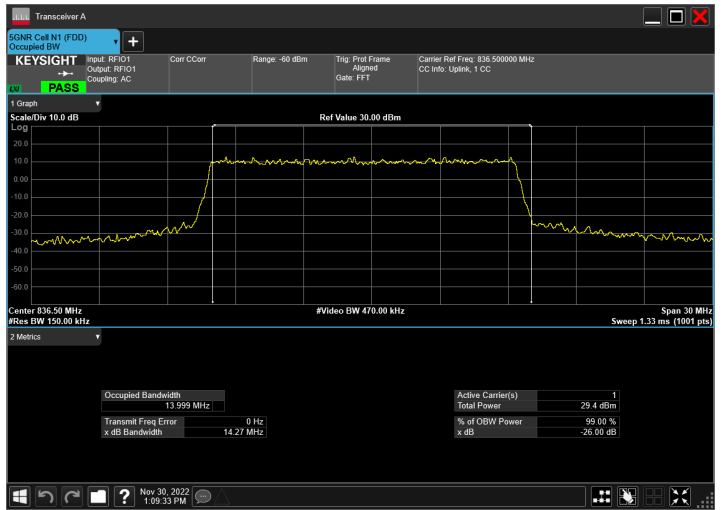 Transceiver A
5GNR Cell N1 (FDD)
Occupied BW
KEYSIGHT
Input: RFIO1
Output: RFIO1
Coupling: AC
Corr CCorr
Range: -60 dBm
Trig: Prot Frame
Aligned
Gate: FFT
Carrier Ref Freq: 836.500000 MHz
CC Info: Uplink, 1 CC
PASS
1 Graph
Scale/Div 10.0 dB
Ref Value 30.00 dBm
Log
20.0
10.0
0.00
-10.0
-20.0
-30.0
-40.0
-50.0
-60.0
Center 836.50 MHz
#Video BW 470.00 kHz
Span 30 MHz
#Res BW 150.00 kHz
Sweep 1.33 ms (1001 pts)
2 Metrics
Occupied Bandwidth
13.999 MHz
Transmit Freq Error 0 Hz
x dB Bandwidth 14.27 MHz
Active Carrier(s) 1
Total Power 29.4 dBm
% of OBW Power 99.00 %
x dB -26.00 dB
?
Nov 30, 2022
1:09:33 PM